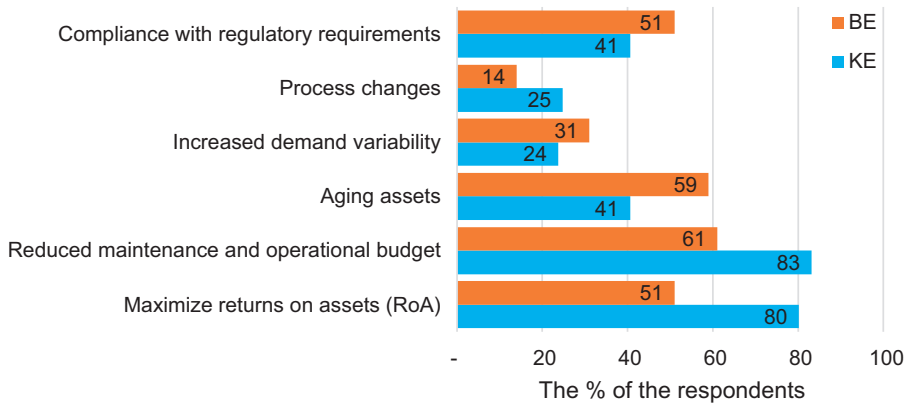 BE
KE
Compliance with regulatory requirements
51
41
Process changes
14
25
Increased demand variability
31
24
Aging assets
59
41
Reduced maintenance and operational budget
61
83
Maximize returns on assets (RoA)
51
80
- 20 40 60 80 100
The % of the respondents